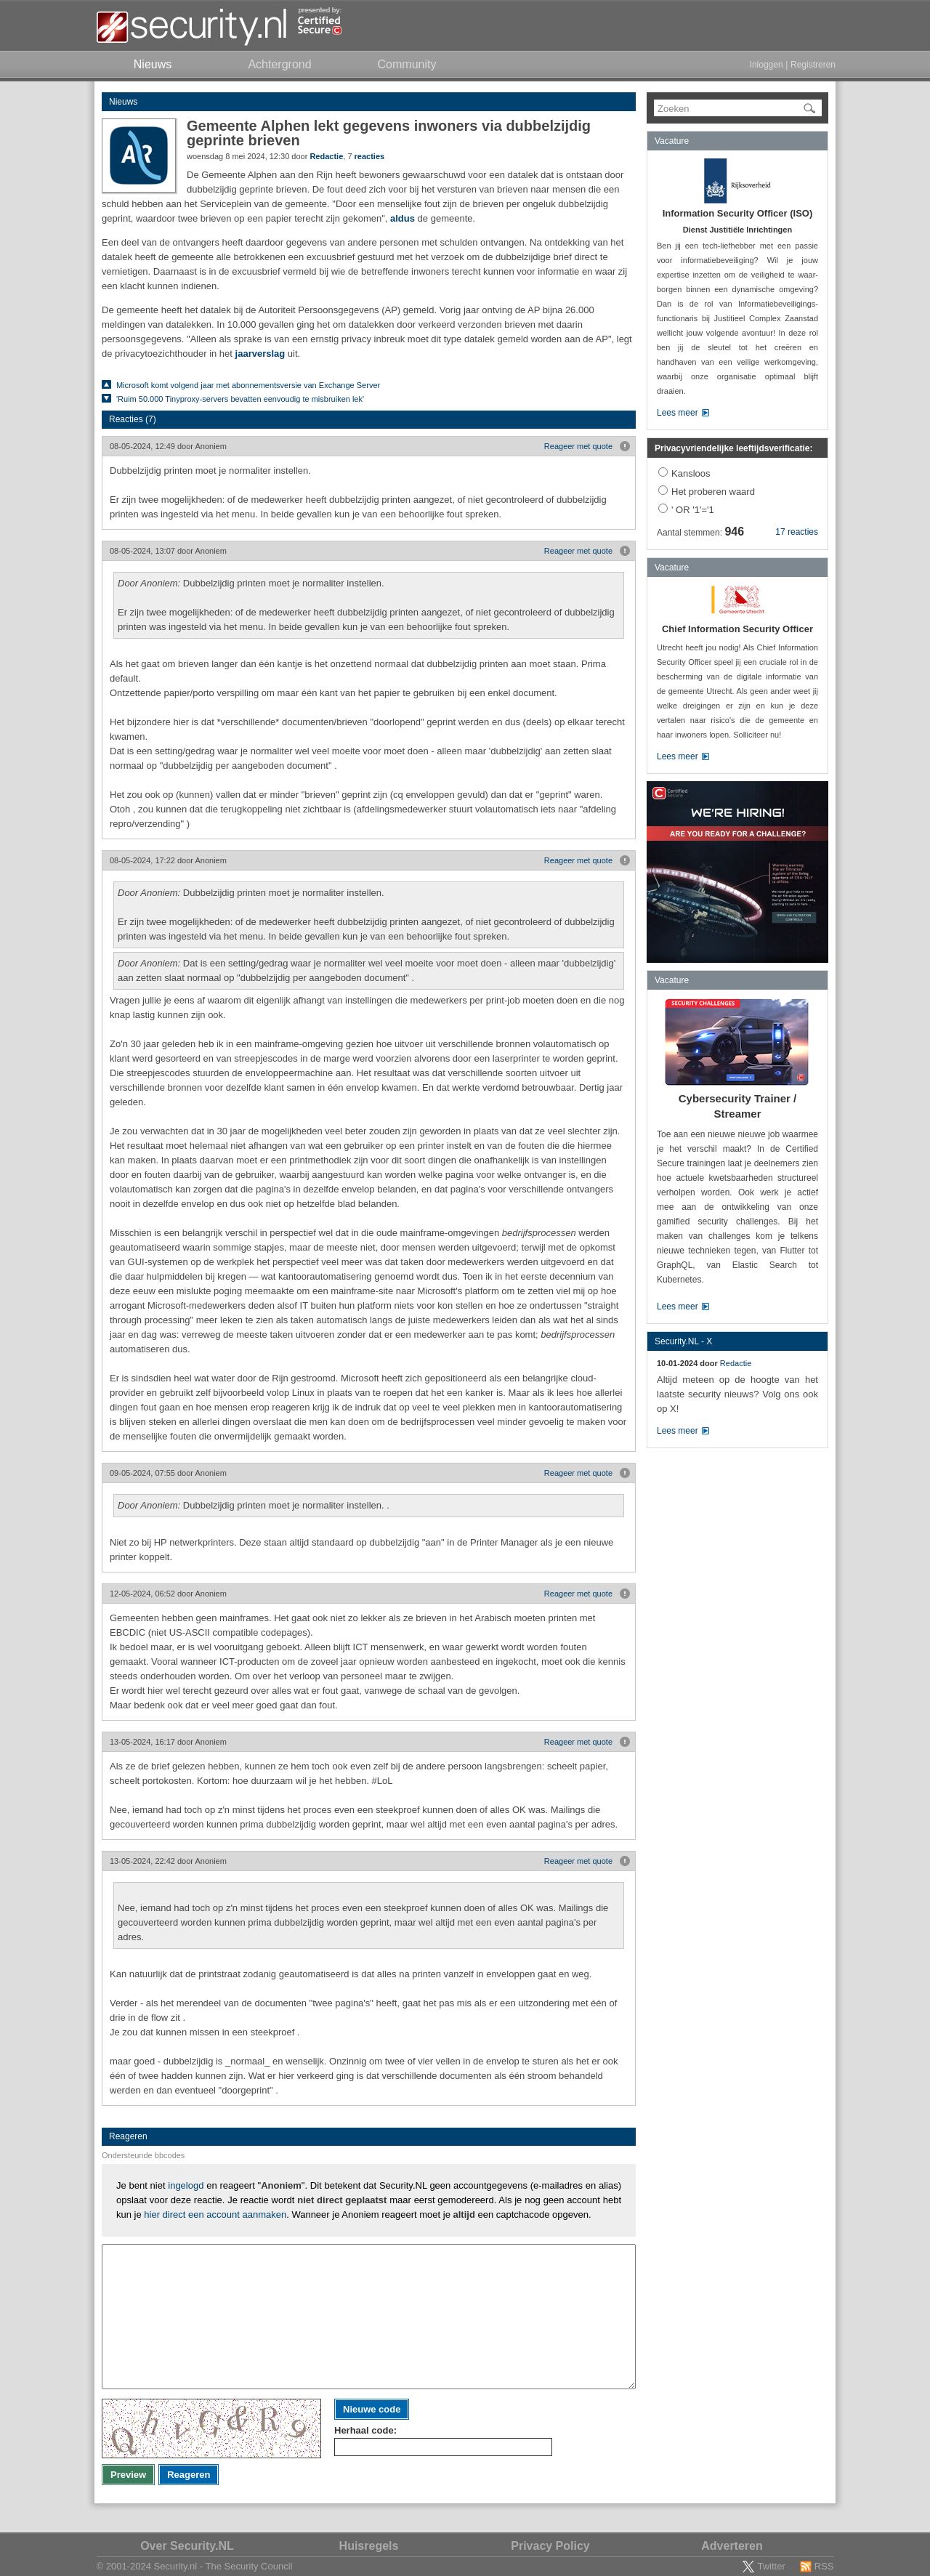 security.nl
presented by:
Certified
Secure
Nieuws
Achtergrond
Community
Inloggen | Registreren
Nieuws
Gemeente Alphen lekt gegevens inwoners via dubbelzijdig
geprinte brieven
woensdag 8 mei 2024, 12:30 door Redactie, 7 reacties
De Gemeente Alphen aan den Rijn heeft bewoners gewaarschuwd voor een datalek dat is ontstaan door
dubbelzijdig geprinte brieven. De fout deed zich voor bij het versturen van brieven naar mensen die een
schuld hebben aan het Serviceplein van de gemeente. "Door een menselijke fout zijn de brieven per ongeluk dubbelzijdig
geprint, waardoor twee brieven op een papier terecht zijn gekomen", aldus de gemeente.
Een deel van de ontvangers heeft daardoor gegevens van andere personen met schulden ontvangen. Na ontdekking van het
datalek heeft de gemeente alle betrokkenen een excuusbrief gestuurd met het verzoek om de dubbelzijdige brief direct te
vernietigen. Daarnaast is in de excuusbrief vermeld bij wie de betreffende inwoners terecht kunnen voor informatie en waar zij
een klacht kunnen indienen.
De gemeente heeft het datalek bij de Autoriteit Persoonsgegevens (AP) gemeld. Vorig jaar ontving de AP bijna 26.000
meldingen van datalekken. In 10.000 gevallen ging het om datalekken door verkeerd verzonden brieven met daarin
persoonsgegevens. "Alleen als sprake is van een ernstig privacy inbreuk moet dit type datalek gemeld worden aan de AP", legt
de privacytoezichthouder in het jaarverslag uit.
Microsoft komt volgend jaar met abonnementsversie van Exchange Server
'Ruim 50.000 Tinyproxy-servers bevatten eenvoudig te misbruiken lek'
Reacties (7)
08-05-2024, 12:49 door Anoniem
Reageer met quote
Dubbelzijdig printen moet je normaliter instellen.
Er zijn twee mogelijkheden: of de medewerker heeft dubbelzijdig printen aangezet, of niet gecontroleerd of dubbelzijdig
printen was ingesteld via het menu. In beide gevallen kun je van een behoorlijke fout spreken.
08-05-2024, 13:07 door Anoniem
Reageer met quote
Door Anoniem: Dubbelzijdig printen moet je normaliter instellen.
Er zijn twee mogelijkheden: of de medewerker heeft dubbelzijdig printen aangezet, of niet gecontroleerd of dubbelzijdig
printen was ingesteld via het menu. In beide gevallen kun je van een behoorlijke fout spreken.
Als het gaat om brieven langer dan één kantje is het onzettend normaal dat dubbelzijdig printen aan moet staan. Prima
default.
Ontzettende papier/porto verspilling om maar één kant van het papier te gebruiken bij een enkel document.
Het bijzondere hier is dat *verschillende* documenten/brieven "doorlopend" geprint werden en dus (deels) op elkaar terecht
kwamen.
Dat is een setting/gedrag waar je normaliter wel veel moeite voor moet doen - alleen maar 'dubbelzijdig' aan zetten slaat
normaal op "dubbelzijdig per aangeboden document" .
Het zou ook op (kunnen) vallen dat er minder "brieven" geprint zijn (cq enveloppen gevuld) dan dat er "geprint" waren.
Otoh , zou kunnen dat die terugkoppeling niet zichtbaar is (afdelingsmedewerker stuurt volautomatisch iets naar "afdeling
repro/verzending" )
08-05-2024, 17:22 door Anoniem
Reageer met quote
Door Anoniem: Dubbelzijdig printen moet je normaliter instellen.
Er zijn twee mogelijkheden: of de medewerker heeft dubbelzijdig printen aangezet, of niet gecontroleerd of dubbelzijdig
printen was ingesteld via het menu. In beide gevallen kun je van een behoorlijke fout spreken.
Door Anoniem: Dat is een setting/gedrag waar je normaliter wel veel moeite voor moet doen - alleen maar 'dubbelzijdig'
aan zetten slaat normaal op "dubbelzijdig per aangeboden document" .
Vragen jullie je eens af waarom dit eigenlijk afhangt van instellingen die medewerkers per print-job moeten doen en die nog
knap lastig kunnen zijn ook.
Zo'n 30 jaar geleden heb ik in een mainframe-omgeving gezien hoe uitvoer uit verschillende bronnen volautomatisch op
klant werd gesorteerd en van streepjescodes in de marge werd voorzien alvorens door een laserprinter te worden geprint.
Die streepjescodes stuurden de enveloppeermachine aan. Het resultaat was dat verschillende soorten uitvoer uit
verschillende bronnen voor dezelfde klant samen in één envelop kwamen. En dat werkte verdomd betrouwbaar. Dertig jaar
geleden.
Je zou verwachten dat in 30 jaar de mogelijkheden veel beter zouden zijn geworden in plaats van dat ze veel slechter zijn.
Het resultaat moet helemaal niet afhangen van wat een gebruiker op een printer instelt en van de fouten die die hiermee
kan maken. In plaats daarvan moet er een printmethodiek zijn voor dit soort dingen die onafhankelijk is van instellingen
door en fouten daarbij van de gebruiker, waarbij aangestuurd kan worden welke pagina voor welke ontvanger is, en die
volautomatisch kan zorgen dat die pagina's in dezelfde envelop belanden, en dat pagina's voor verschillende ontvangers
nooit in dezelfde envelop en dus ook niet op hetzelfde blad belanden.
Misschien is een belangrijk verschil in perspectief wel dat in die oude mainframe-omgevingen bedrijfsprocessen werden
geautomatiseerd waarin sommige stapjes, maar de meeste niet, door mensen werden uitgevoerd; terwijl met de opkomst
van GUI-systemen op de werkplek het perspectief veel meer was dat taken door medewerkers werden uitgevoerd en dat
die daar hulpmiddelen bij kregen — wat kantoorautomatisering genoemd wordt dus. Toen ik in het eerste decennium van
deze eeuw een mislukte poging meemaakte om een mainframe-site naar Microsoft's platform om te zetten viel mij op hoe
arrogant Microsoft-medewerkers deden alsof IT buiten hun platform niets voor kon stellen en hoe ze ondertussen "straight
through processing" meer leken te zien als taken automatisch langs de juiste medewerkers leiden dan als wat het al sinds
jaar en dag was: verreweg de meeste taken uitvoeren zonder dat er een medewerker aan te pas komt; bedrijfsprocessen
automatiseren dus.
Er is sindsdien heel wat water door de Rijn gestroomd. Microsoft heeft zich gepositioneerd als een belangrijke cloud-
provider en gebruikt zelf bijvoorbeeld volop Linux in plaats van te roepen dat het een kanker is. Maar als ik lees hoe allerlei
dingen fout gaan en hoe mensen erop reageren krijg ik de indruk dat op veel te veel plekken men in kantoorautomatisering
is blijven steken en allerlei dingen overslaat die men kan doen om de bedrijfsprocessen veel minder gevoelig te maken voor
de menselijke fouten die onvermijdelijk gemaakt worden.
09-05-2024, 07:55 door Anoniem
Reageer met quote
Door Anoniem: Dubbelzijdig printen moet je normaliter instellen. .
Niet zo bij HP netwerkprinters. Deze staan altijd standaard op dubbelzijdig "aan" in de Printer Manager als je een nieuwe
printer koppelt.
12-05-2024, 06:52 door Anoniem
Reageer met quote
Gemeenten hebben geen mainframes. Het gaat ook niet zo lekker als ze brieven in het Arabisch moeten printen met
EBCDIC (niet US-ASCII compatible codepages).
Ik bedoel maar, er is wel vooruitgang geboekt. Alleen blijft ICT mensenwerk, en waar gewerkt wordt worden fouten
gemaakt. Vooral wanneer ICT-producten om de zoveel jaar opnieuw worden aanbesteed en ingekocht, moet ook die kennis
steeds onderhouden worden. Om over het verloop van personeel maar te zwijgen.
Er wordt hier wel terecht gezeurd over alles wat er fout gaat, vanwege de schaal van de gevolgen.
Maar bedenk ook dat er veel meer goed gaat dan fout.
13-05-2024, 16:17 door Anoniem
Reageer met quote
Als ze de brief gelezen hebben, kunnen ze hem toch ook even zelf bij de andere persoon langsbrengen: scheelt papier,
scheelt portokosten. Kortom: hoe duurzaam wil je het hebben. #LoL
Nee, iemand had toch op z'n minst tijdens het proces even een steekproef kunnen doen of alles OK was. Mailings die
gecouverteerd worden kunnen prima dubbelzijdig worden geprint, maar wel altijd met een even aantal pagina's per adres.
13-05-2024, 22:42 door Anoniem
Reageer met quote
Nee, iemand had toch op z'n minst tijdens het proces even een steekproef kunnen doen of alles OK was. Mailings die
gecouverteerd worden kunnen prima dubbelzijdig worden geprint, maar wel altijd met een even aantal pagina's per
adres.
Kan natuurlijk dat de printstraat zodanig geautomatiseerd is dat alles na printen vanzelf in enveloppen gaat en weg.
Verder - als het merendeel van de documenten "twee pagina's" heeft, gaat het pas mis als er een uitzondering met één of
drie in de flow zit .
Je zou dat kunnen missen in een steekproef .
maar goed - dubbelzijdig is _normaal_ en wenselijk. Onzinnig om twee of vier vellen in de envelop te sturen als het er ook
één of twee hadden kunnen zijn. Wat er hier verkeerd ging is dat verschillende documenten als één stroom behandeld
werden en dan eventueel "doorgeprint" .
Reageren
Ondersteunde bbcodes
Je bent niet ingelogd en reageert "Anoniem". Dit betekent dat Security.NL geen accountgegevens (e-mailadres en alias)
opslaat voor deze reactie. Je reactie wordt niet direct geplaatst maar eerst gemodereerd. Als je nog geen account hebt
kun je hier direct een account aanmaken. Wanneer je Anoniem reageert moet je altijd een captchacode opgeven.
Nieuwe code
Herhaal code:
Preview
Reageren
Zoeken
Vacature
Rijksoverheid
Information Security Officer (ISO)
Dienst Justitiële Inrichtingen
Ben jij een tech-liefhebber met een passie
voor informatiebeveiliging? Wil je jouw
expertise inzetten om de veiligheid te waar-
borgen binnen een dynamische omgeving?
Dan is de rol van Informatiebeveiligings-
functionaris bij Justitieel Complex Zaanstad
wellicht jouw volgende avontuur! In deze rol
ben jij de sleutel tot het creëren en
handhaven van een veilige werkomgeving,
waarbij onze organisatie optimaal blijft
draaien.
Lees meer
Privacyvriendelijke leeftijdsverificatie:
Kansloos
Het proberen waard
' OR '1'='1
Aantal stemmen: 946
17 reacties
Vacature
Gemeente Utrecht
Chief Information Security Officer
Utrecht heeft jou nodig! Als Chief Information
Security Officer speel jij een cruciale rol in de
bescherming van de digitale informatie van
de gemeente Utrecht. Als geen ander weet jij
welke dreigingen er zijn en kun je deze
vertalen naar risico's die de gemeente en
haar inwoners lopen. Solliciteer nu!
Lees meer
Certified
Secure
WE'RE HIRING!
ARE YOU READY FOR A CHALLENGE?
Vacature
SECURITY CHALLENGES
Cybersecurity Trainer /
Streamer
Toe aan een nieuwe nieuwe job waarmee
je het verschil maakt? In de Certified
Secure trainingen laat je deelnemers zien
hoe actuele kwetsbaarheden structureel
verholpen worden. Ook werk je actief
mee aan de ontwikkeling van onze
gamified security challenges. Bij het
maken van challenges kom je telkens
nieuwe technieken tegen, van Flutter tot
GraphQL, van Elastic Search tot
Kubernetes.
Lees meer
Security.NL - X
10-01-2024 door Redactie
Altijd meteen op de hoogte van het
laatste security nieuws? Volg ons ook
op X!
Lees meer
Over Security.NL
Huisregels
Privacy Policy
Adverteren
© 2001-2024 Security.nl - The Security Council
Twitter
RSS